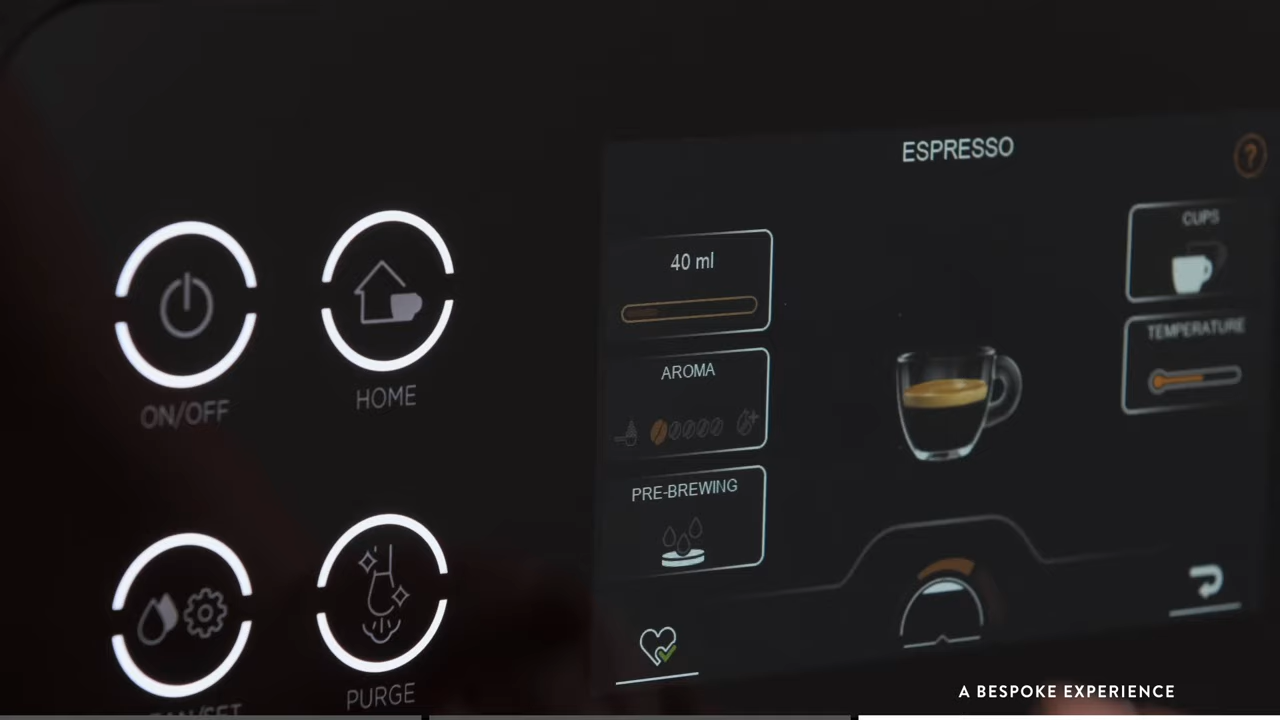 ESPRESSO
?
40 ml
CUPS
AROMA
TEMPERATURE
PRE-BREWING
ON/OFF
HOME
PURGE
A BESPOKE EXPERIENCE